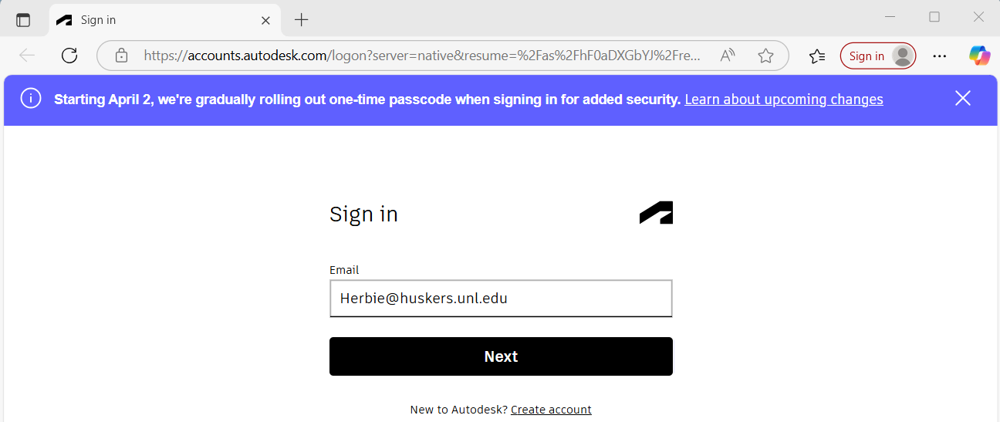 Sign in
https://accounts.autodesk.com/logon?server=native&resume=%2Fas%2FhF0aDXGbYJ%2Fre...
Sign in
Starting April 2, we're gradually rolling out one-time passcode when signing in for added security. Learn about upcoming changes
Sign in
Email
Herbie@huskers.unl.edu
Next
New to Autodesk? Create account